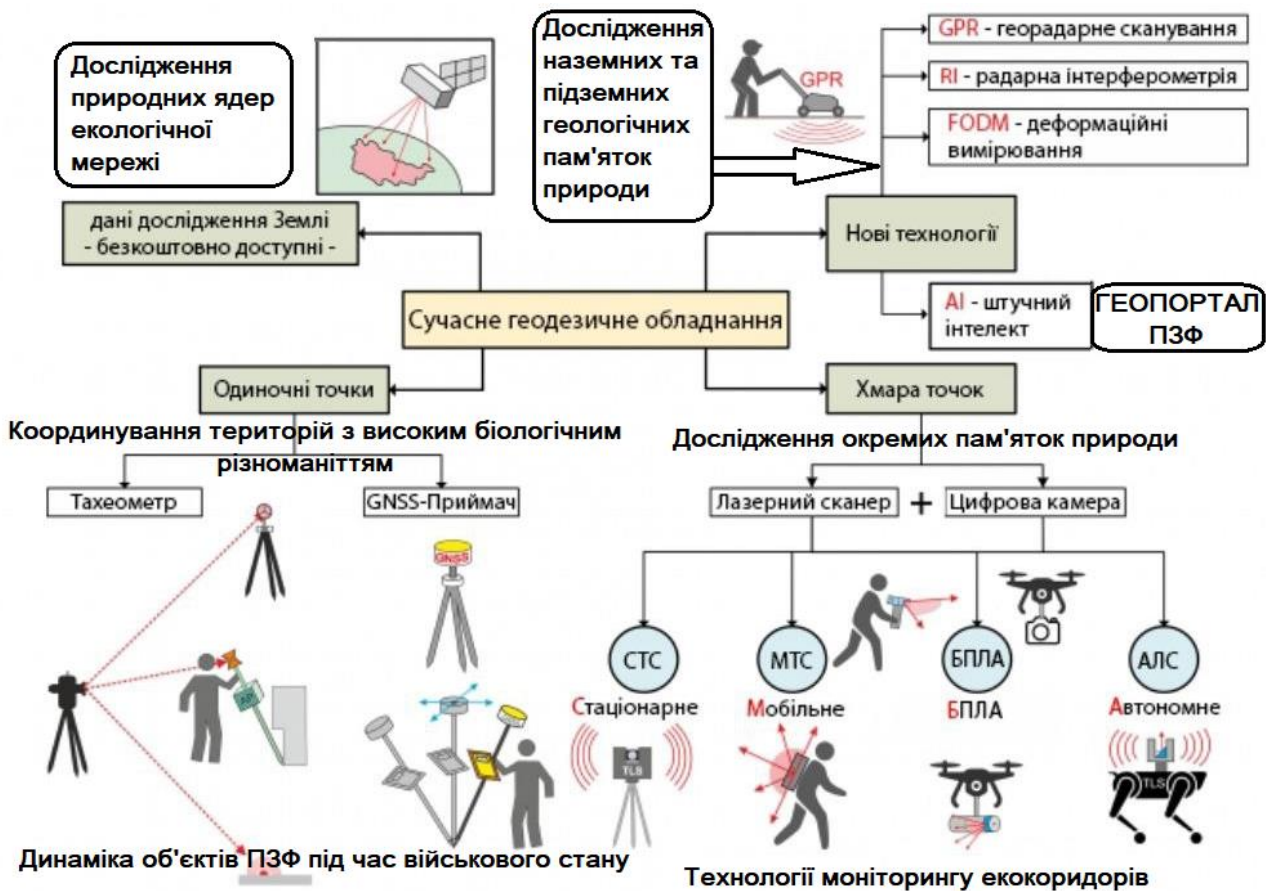 Дослідження
природних ядер
екологічної
мережі
Дослідження
наземних та
підземних
геологічних
пам'яток
природи
GPR
GPR - георадарне сканування
RI - радарна інтерферометрія
FODM - деформаційні
вимірювання
дані дослідження Землі
- безкоштовно доступні -
Нові технології
Сучасне геодезичне обладнання
AI - штучний
інтелект
ГЕОПОРТАЛ
ПЗФ
Одиночні точки
Хмара точок
Координування територій з високим біологічним
різноманіттям
Дослідження окремих пам'яток природи
Тахеометр
GNSS-Приймач
Лазерний сканер + Цифрова камера
GNSS
СТС
МТС
БПЛА
АЛС
AP
Стаціонарне
Мобільне
БПЛА
Автономне
TLS
TLS
Динаміка об'єктів ПЗФ під час військового стану
Технології моніторингу екокоридорів